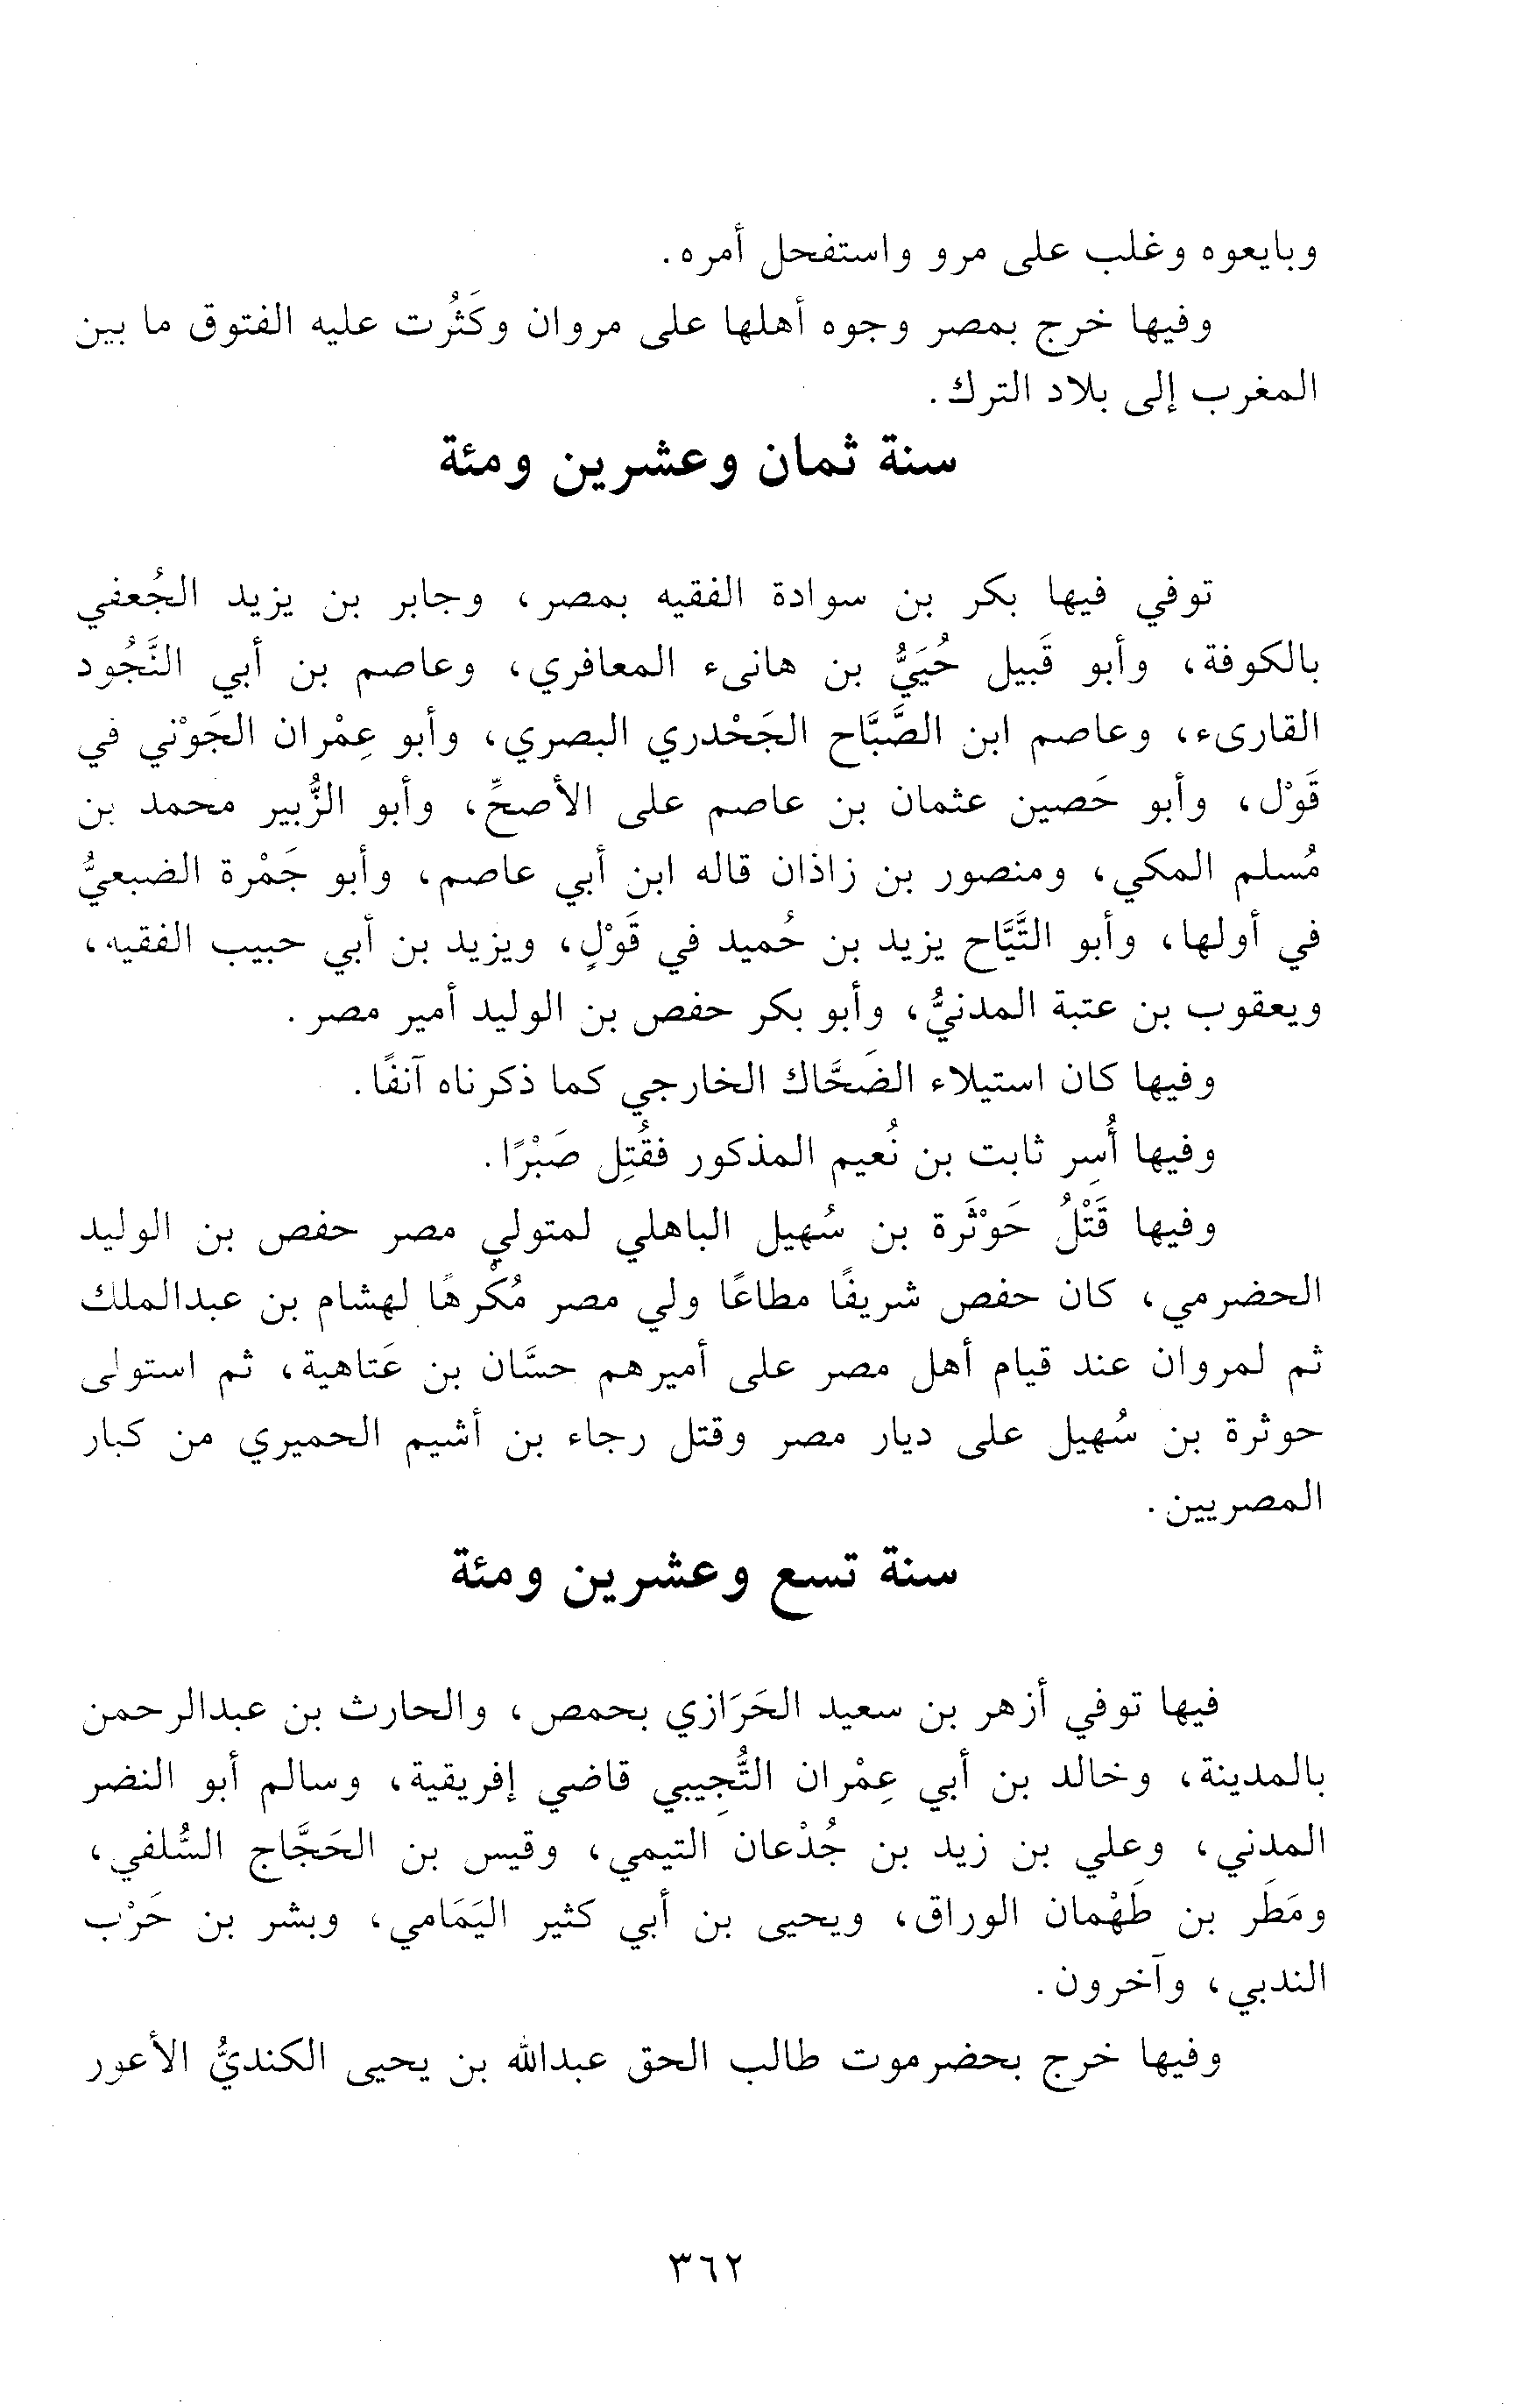 وبايعوه وغلب على مرو واستفحل أمره.
وفيها خرج بمصر وجوه أهلها على مروان وكَثُرت عليه الفتوق ما بين
المغرب إلى بلاد الترك.
سنة ثمان وعشرين ومئة
توفي فيها بكر بن سوادة الفقيه بمصر، وجابر بن يزيد الجُعفي
بالكوفة، وأبو قَبيل حُيَيُّ بن هانىء المعافري، وعاصم بن أبي النَّجُود
القارىء، وعاصم ابن الصَّبَّاح الجَحْدري البصري، وأبو عِمْران الجَوْني في
قَوْل، وأبو حَصين عثمان بن عاصم على الأصحِّ، وأبو الزُّبير محمد بن
مُسلم المكي، ومنصور بن زاذان قاله ابن أبي عاصم، وأبو جَمْرة الضبعيُّ
في أولها، وأبو التَّيَّاح يزيد بن حُميد في قَوْلٍ، ويزيد بن أبي حبيب الفقيه،
ويعقوب بن عتبة المدنيُّ، وأبو بكر حفص بن الوليد أمير مصر.
وفيها كان استيلاء الضَحَّاك الخارجي كما ذكرناه آنفًا.
وفيها أُسِر ثابت بن نُعيم المذكور فقُتِل صَبْرًا.
وفيها قَتْلُ حَوْثَرة بن سُهيل الباهلي لمتولي مصر حفص بن الوليد
الحضرمي، كان حفص شريفًا مطاعًا ولي مصر مُكْرهًا لهشام بن عبدالملك
ثم لمروان عند قيام أهل مصر على أميرهم حسَّان بن عَتاهية، ثم استولى
حوثرة بن سُهيل على ديار مصر وقتل رجاء بن أشيم الحميري من كبار
المصريين.
سنة تسع وعشرين ومئة
فيها توفي أزهر بن سعيد الحَرَازي بحمص، والحارث بن عبدالرحمن
بالمدينة، وخالد بن أبي عِمْران التُّجِيبي قاضي إفريقية، وسالم أبو النضر
المدني، وعلي بن زيد بن جُدْعان التيمي، وقيس بن الحَجَّاج السُّلفي،
ومَطَر بن طَهْمان الوراق، ويحيى بن أبي كثير اليَمَامي، وبشر بن حَرْب
الندبي، وآخرون.
وفيها خرج بحضرموت طالب الحق عبدالله بن يحيى الكنديُّ الأعور
٣٦٢